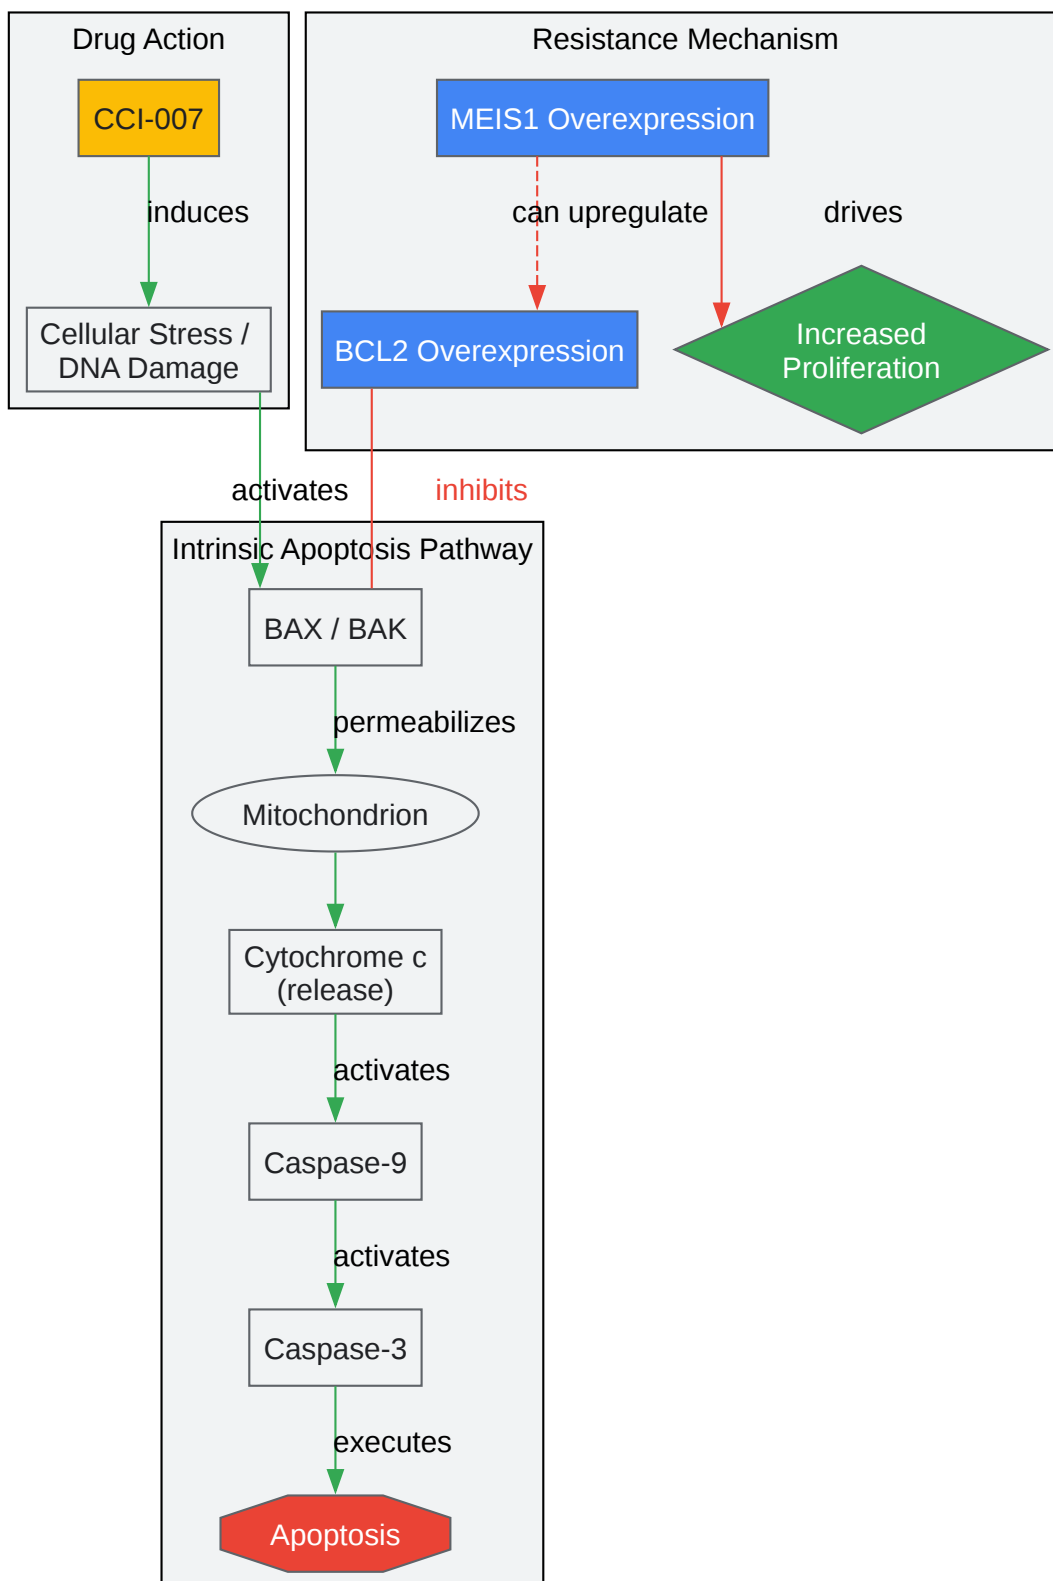 Drug Action
CCI-007
induces
Cellular Stress /
DNA Damage
Resistance Mechanism
MEIS1 Overexpression
can upregulate
drives
BCL2 Overexpression
Increased
Proliferation
activates
inhibits
Intrinsic Apoptosis Pathway
BAX / BAK
permeabilizes
Mitochondrion
Cytochrome c
(release)
activates
Caspase-9
activates
Caspase-3
executes
Apoptosis